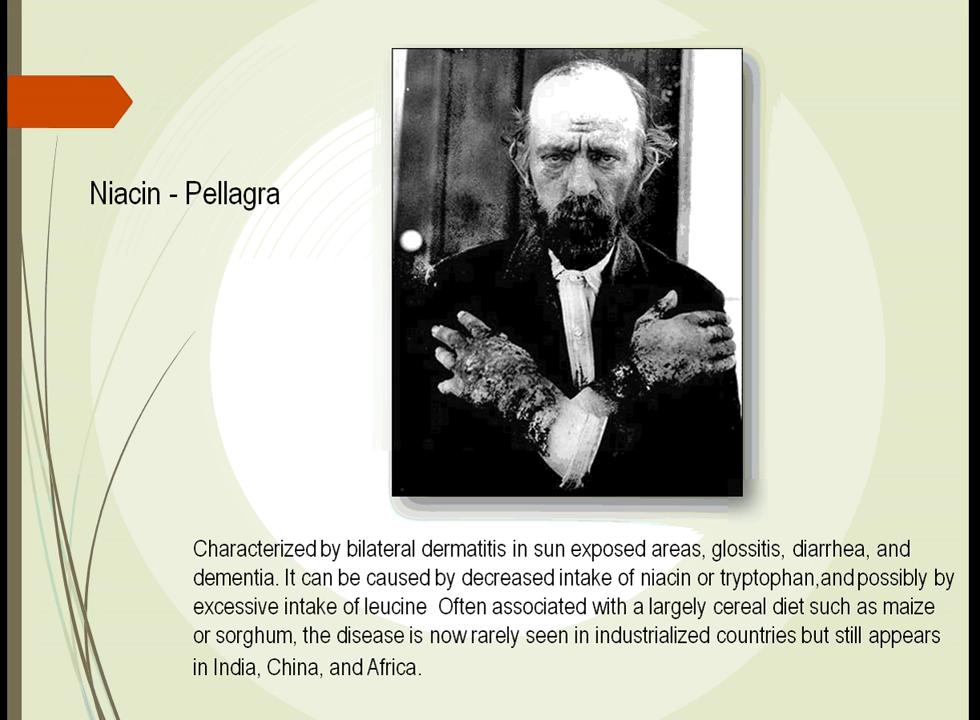 Niacin - Pellagra
Characterized by bilateral dermatitis in sun exposed areas, glossitis, diarrhea, and
dementia. It can be caused by decreased intake of niacin or tryptophan, and possibly by
excessive intake of leucine  Often associated with a largely cereal diet such as maize
or sorghum, the disease is now rarely seen in industrialized countries but still appears
in India, China, and Africa.